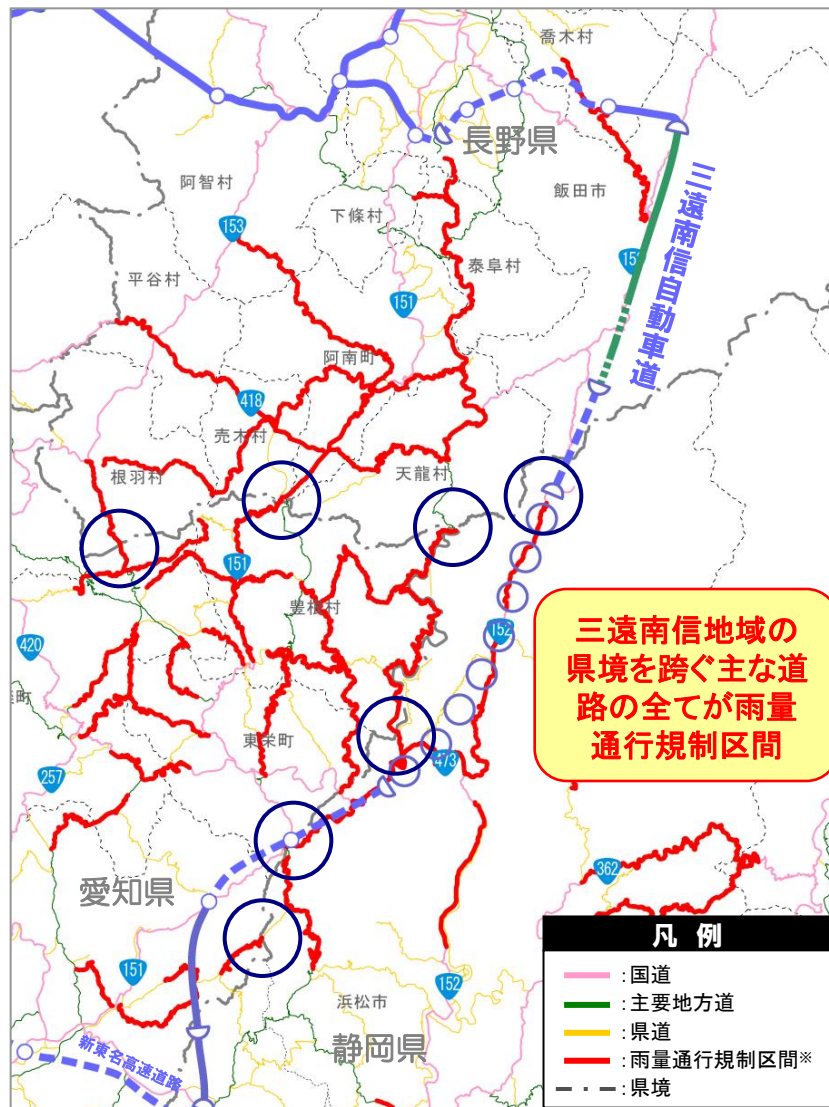 喬木村
長野県
阿智村
飯田市
下條村
153
三遠南信自動車道
泰阜村
平谷村
151
阿南町
418
売木村
根羽村
天龍村
151
豊根村
152
420
三遠南信地域の
県境を跨ぐ主な道
路の全てが雨量
通行規制区間
東栄町
473
257
362
愛知県
凡 例
:国道
:主要地方道
:県道
:雨量通行規制区間※
:県境
151
152
浜松市
静岡県
新東名高速道路